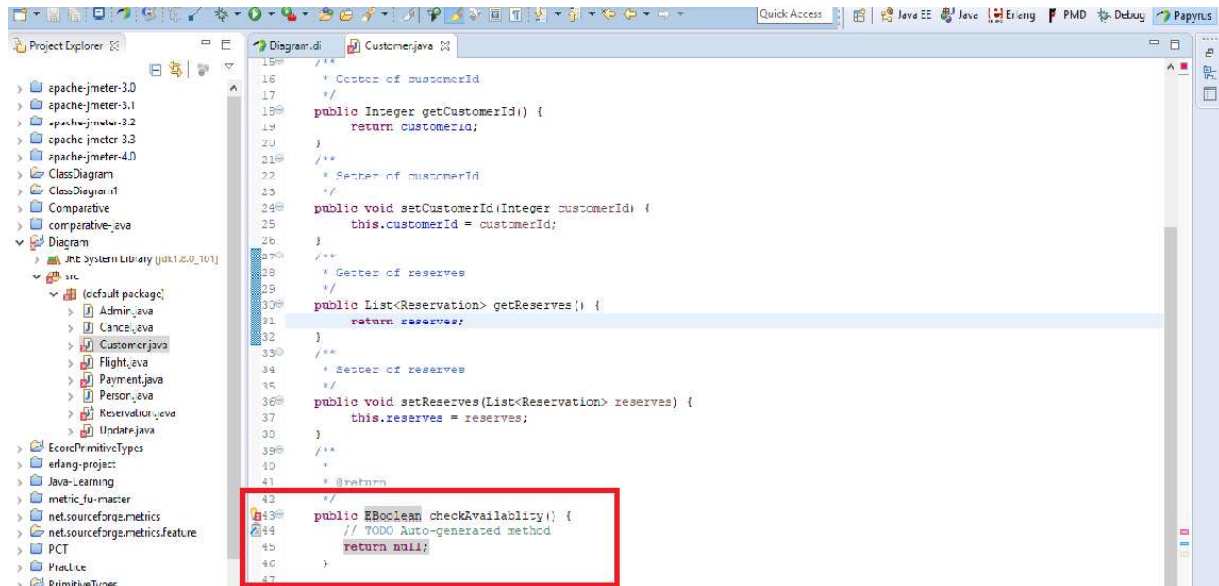 Quick Access
Java EE
Java
Erlang
PMD
Debug
Papyrus
Project Explorer
Diagram.di
Customer.java
apache-jmeter-3.0
apache-jmeter-3.1
apache-jmeter-3.2
apache-jmeter-3.3
apache-jmeter-4.0
ClassDiagram
ClassDiagram1
Comparative
comparative-java
Diagram
JRE System Library [jdk1.8.0_101]
src
(default package)
Admin.java
Cancel.java
Customer.java
Flight.java
Payment.java
Person.java
Reservation.java
Update.java
EcorePrimitiveTypes
erlang-project
Java-Learning
metric_fu-master
net.sourceforge.metrics
net.sourceforge.metrics.feature
PCT
Practice
PrimitiveTypes
15 /**
16 * Getter of customerId
17 */
18 public Integer getCustomerId() {
19 return customerId;
20 }
21 /**
22 * Setter of customerId
23 */
24 public void setCustomerId(Integer customerId) {
25 this.customerId = customerId;
26 }
27 /**
28 * Getter of reserves
29 */
30 public List<Reservation> getReserves() {
31 return reserves;
32 }
33 /**
34 * Setter of reserves
35 */
36 public void setReserves(List<Reservation> reserves) {
37 this.reserves = reserves;
38 }
39 /**
40 *
41 * @return
42 */
43 public EBoolean checkAvailablity() {
44 // TODO Auto-generated method
45 return null;
46 }
47